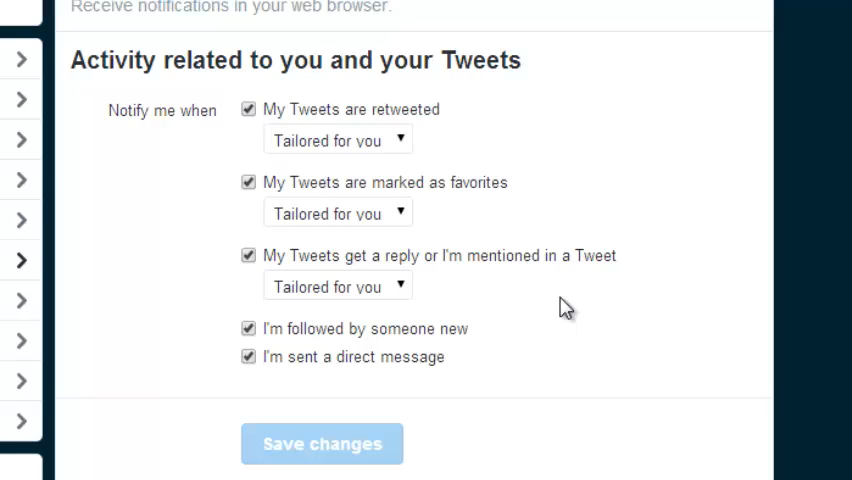 Receive notifications in your web browser.
Activity related to you and your Tweets
Notify me when
My Tweets are retweeted
Tailored for you
My Tweets are marked as favorites
Tailored for you
My Tweets get a reply or I'm mentioned in a Tweet
Tailored for you
I'm followed by someone new
I'm sent a direct message
Save changes